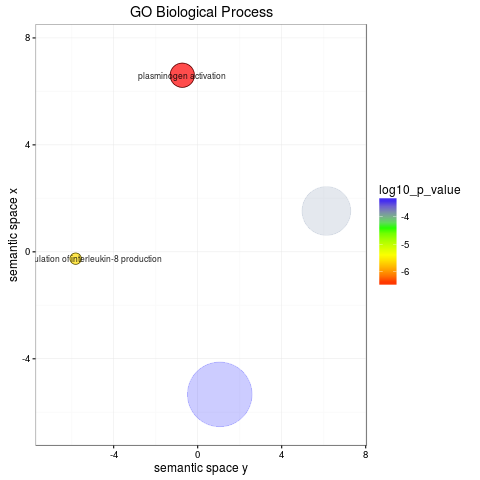 GO Biological Process
8
plasminogen activation
4
log10_p_value
-4
semantic space x
0
ulation of interleukin-8 production
-5
-6
-4
-4
0
4
8
semantic space y